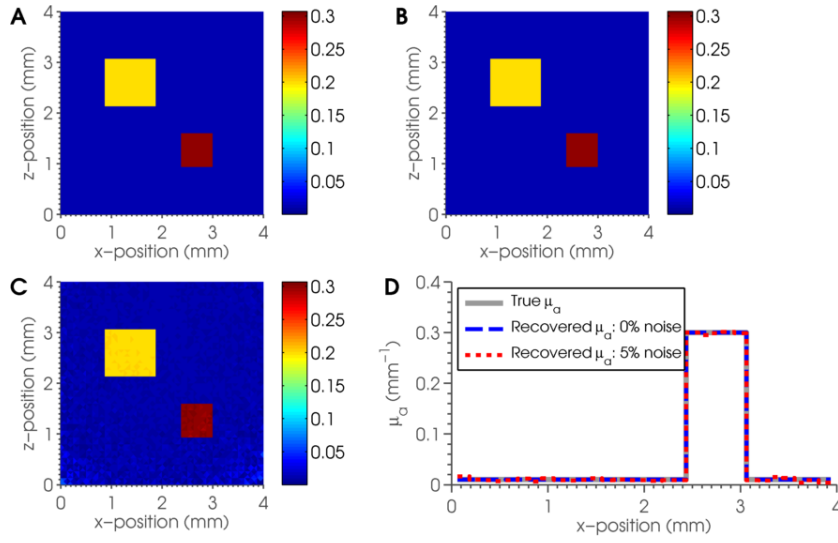 A
4
3
2
1
0
z-position (mm)
0 1 2 3 4
x-position (mm)
0.3
0.25
0.2
0.15
0.1
0.05
B
4
3
2
1
0
z-position (mm)
0 1 2 3 4
x-position (mm)
0.3
0.25
0.2
0.15
0.1
0.05
C
4
3
2
1
0
z-position (mm)
0 1 2 3 4
x-position (mm)
0.3
0.25
0.2
0.15
0.1
0.05
D
0.4
0.3
0.2
0.1
0
μa (mm⁻¹)
True μa
Recovered μa: 0% noise
Recovered μa: 5% noise
0 1 2 3 4
x-position (mm)